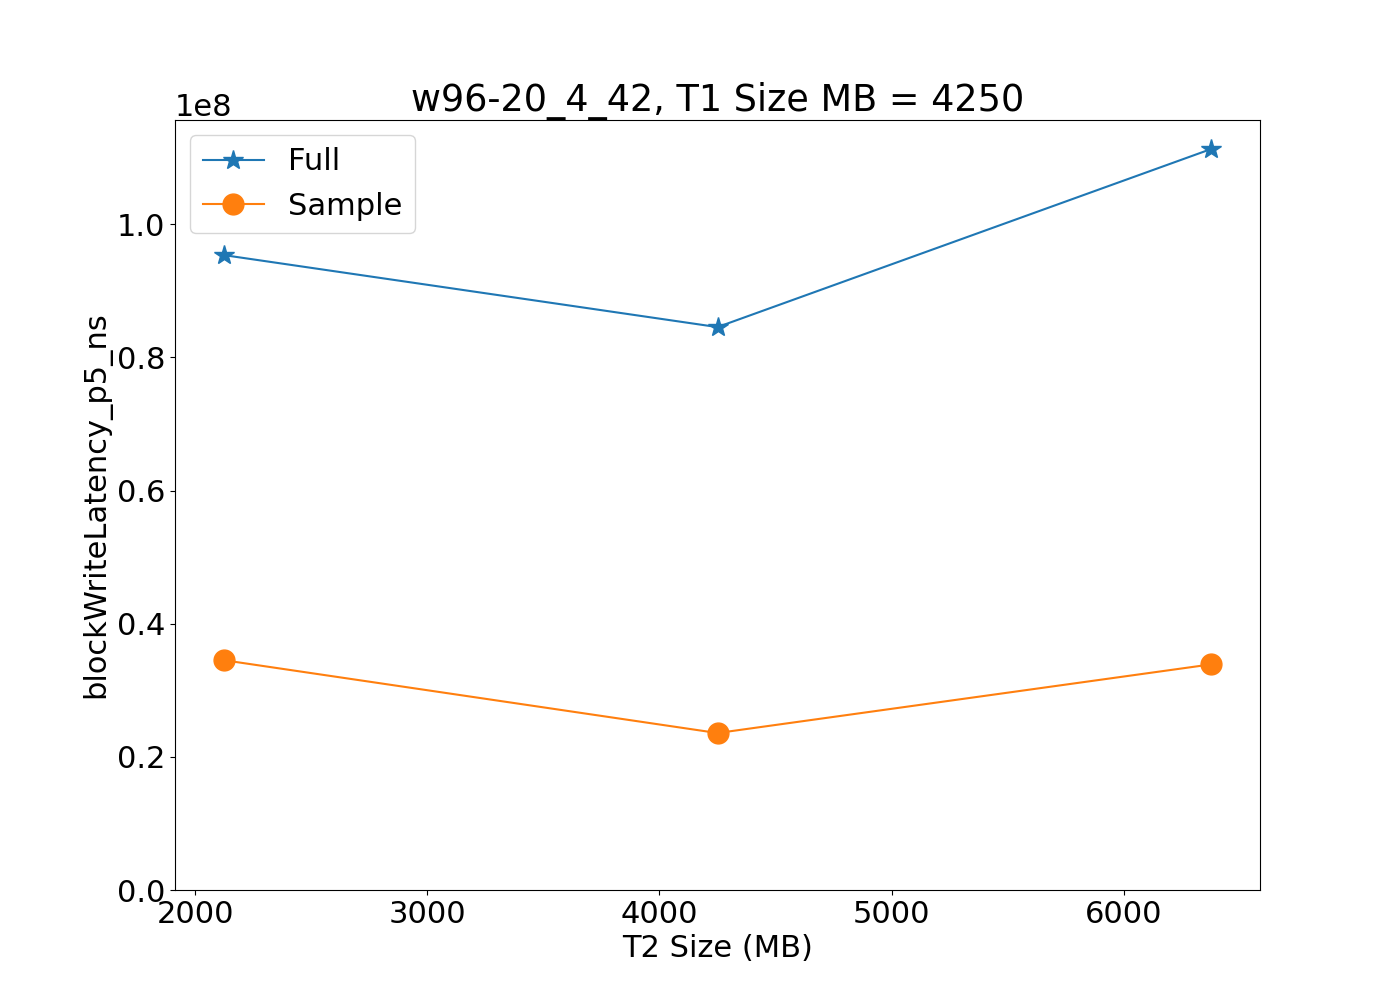 w96-20_4_42, T1 Size MB = 4250
1e8
Full
Sample
1.0
0.8
0.6
0.4
0.2
0.0
blockWriteLatency_p5_ns
2000 3000 4000 5000 6000
T2 Size (MB)